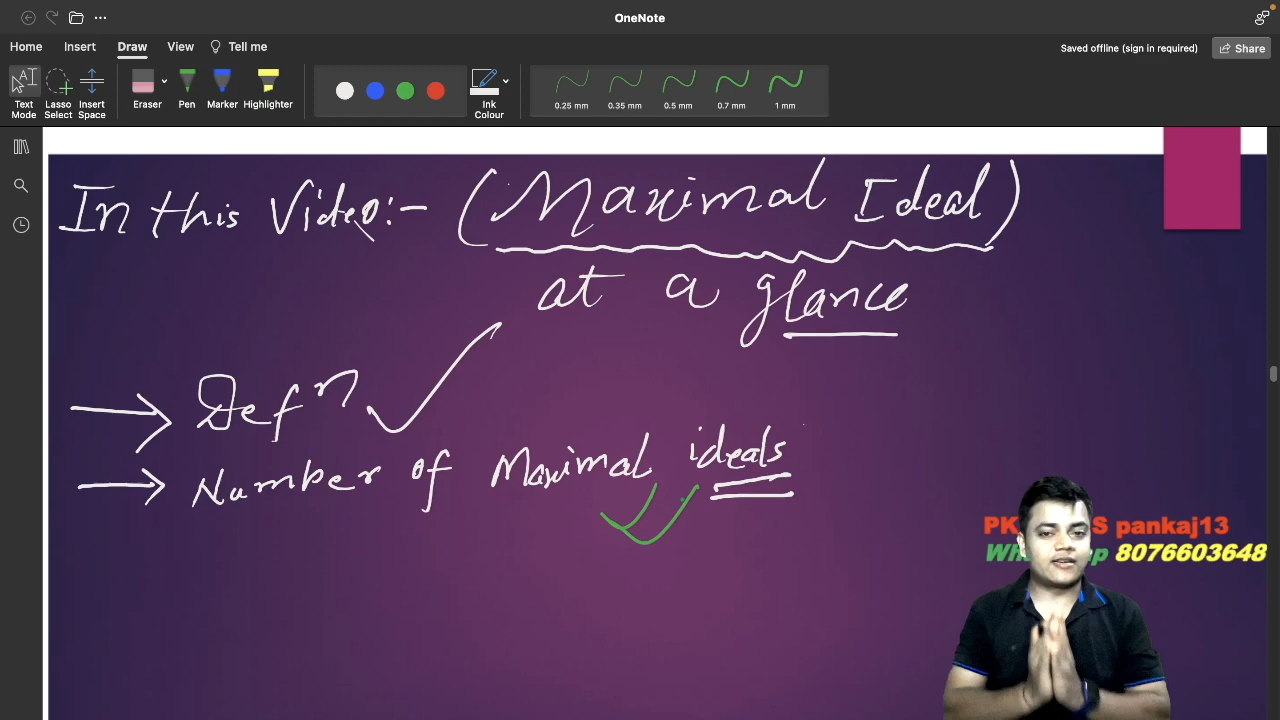 OneNote
Home Insert Draw View Tell me
Saved offline (sign in required) Share
Text Mode Lasso Select Insert Space Eraser Pen Marker Highlighter Ink Colour 0.25 mm 0.35 mm 0.5 mm 0.7 mm 1 mm
In this Video:- (Maximal Ideal)
at a glance
→ Defn
→ Number of Maximal ideals
S pankaj13
8076603648